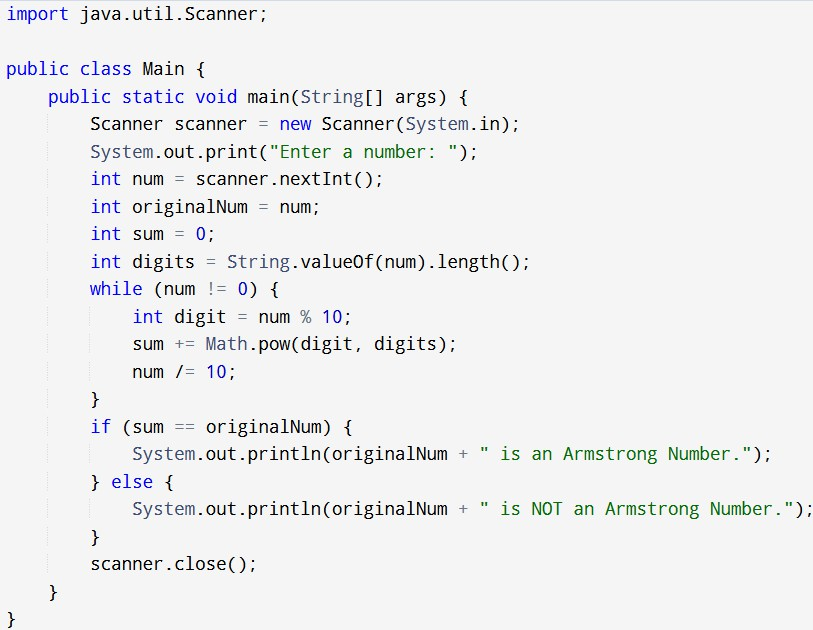 import java.util.Scanner;

public class Main {
    public static void main(String[] args) {
        Scanner scanner = new Scanner(System.in);
        System.out.print("Enter a number: ");
        int num = scanner.nextInt();
        int originalNum = num;
        int sum = 0;
        int digits = String.valueOf(num).length();
        while (num != 0) {
            int digit = num % 10;
            sum += Math.pow(digit, digits);
            num /= 10;
        }
        if (sum == originalNum) {
            System.out.println(originalNum + " is an Armstrong Number.");
        } else {
            System.out.println(originalNum + " is NOT an Armstrong Number.");
        }
        scanner.close();
    }
}